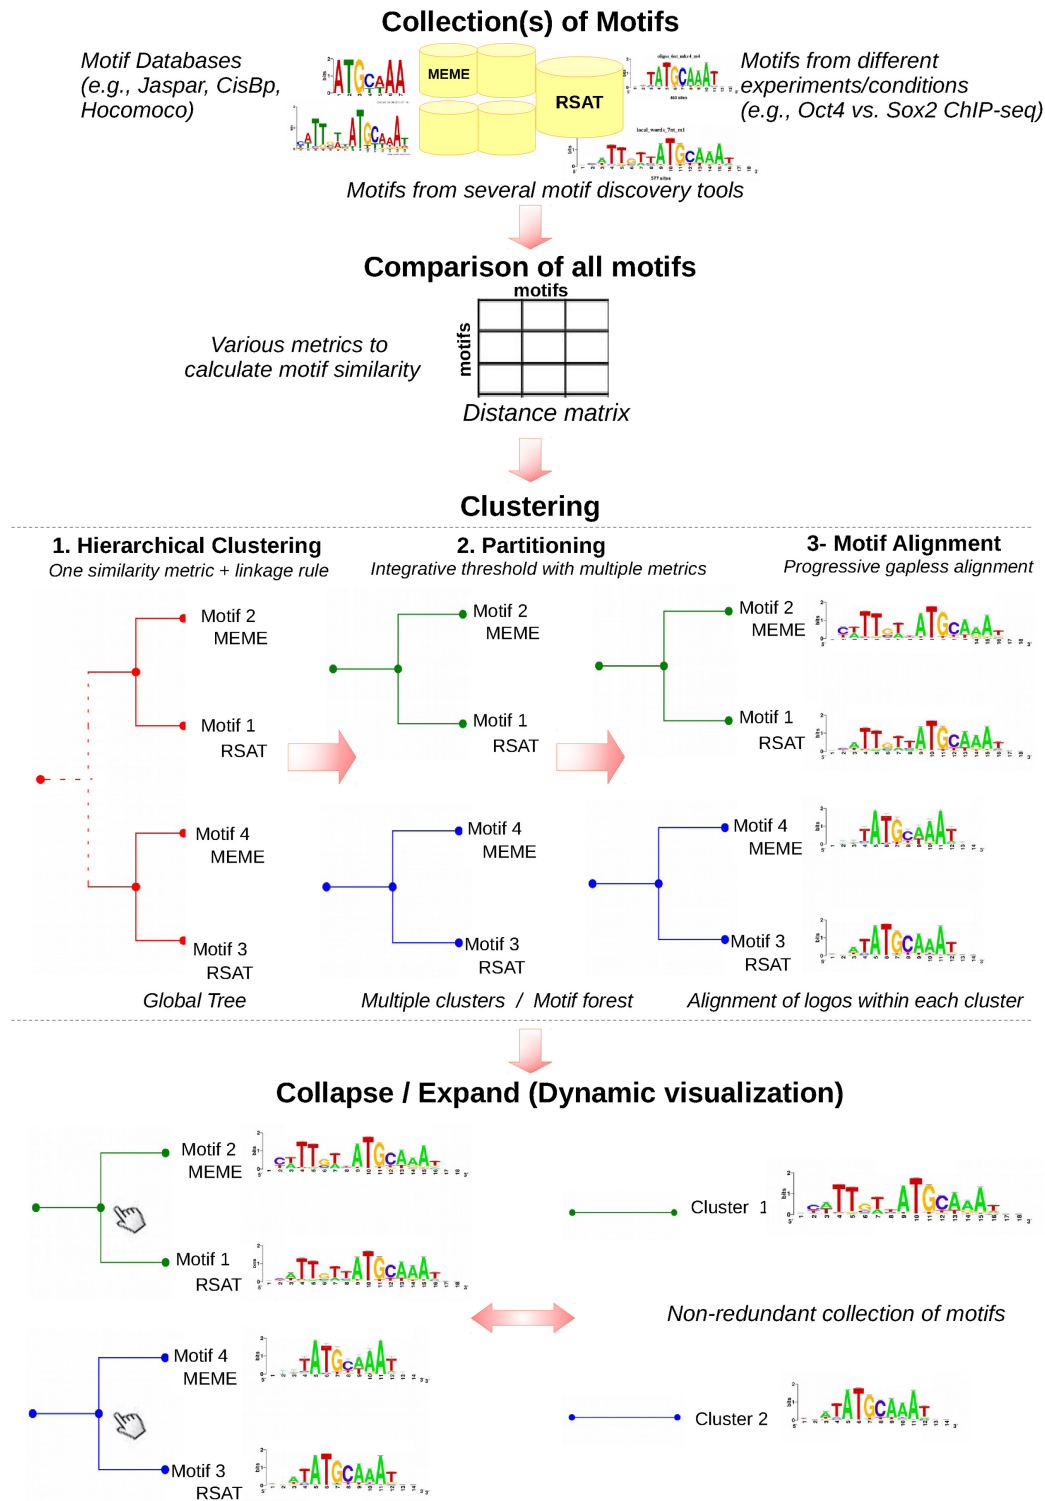 Collection(s) of Motifs
Motif Databases
(e.g., Jaspar, CisBp,
Hocomoco)
MEME
RSAT
Motifs from different
experiments/conditions
(e.g., Oct4 vs. Sox2 ChIP-seq)
local_words_7nt_m1
577 sites
Motifs from several motif discovery tools
Comparison of all motifs
motifs
motifs
Various metrics to
calculate motif similarity
Distance matrix
Clustering
1. Hierarchical Clustering
One similarity metric + linkage rule
2. Partitioning
Integrative threshold with multiple metrics
3- Motif Alignment
Progressive gapless alignment
Motif 2
MEME
Motif 1
RSAT
Motif 4
MEME
Motif 3
RSAT
Global Tree
Motif 2
MEME
Motif 1
RSAT
Motif 4
MEME
Motif 3
RSAT
Multiple clusters / Motif forest
Motif 2
MEME
Motif 1
RSAT
Motif 4
MEME
Motif 3
RSAT
Alignment of logos within each cluster
Collapse / Expand (Dynamic visualization)
Motif 2
MEME
Motif 1
RSAT
Motif 4
MEME
Motif 3
RSAT
Cluster 1
Non-redundant collection of motifs
Cluster 2